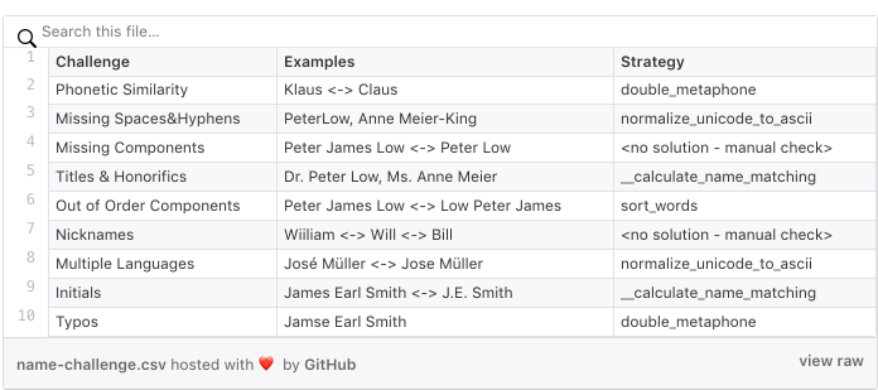 Search this file...
1 Challenge Examples Strategy
2 Phonetic Similarity Klaus <-> Claus double_metaphone
3 Missing Spaces&Hyphens PeterLow, Anne Meier-King normalize_unicode_to_ascii
4 Missing Components Peter James Low <-> Peter Low <no solution - manual check>
5 Titles & Honorifics Dr. Peter Low, Ms. Anne Meier __calculate_name_matching
6 Out of Order Components Peter James Low <-> Low Peter James sort_words
7 Nicknames Wiiliam <-> Will <-> Bill <no solution - manual check>
8 Multiple Languages José Müller <-> Jose Müller normalize_unicode_to_ascii
9 Initials James Earl Smith <-> J.E. Smith __calculate_name_matching
10 Typos Jamse Earl Smith double_metaphone
name-challenge.csv hosted with ❤ by GitHub view raw